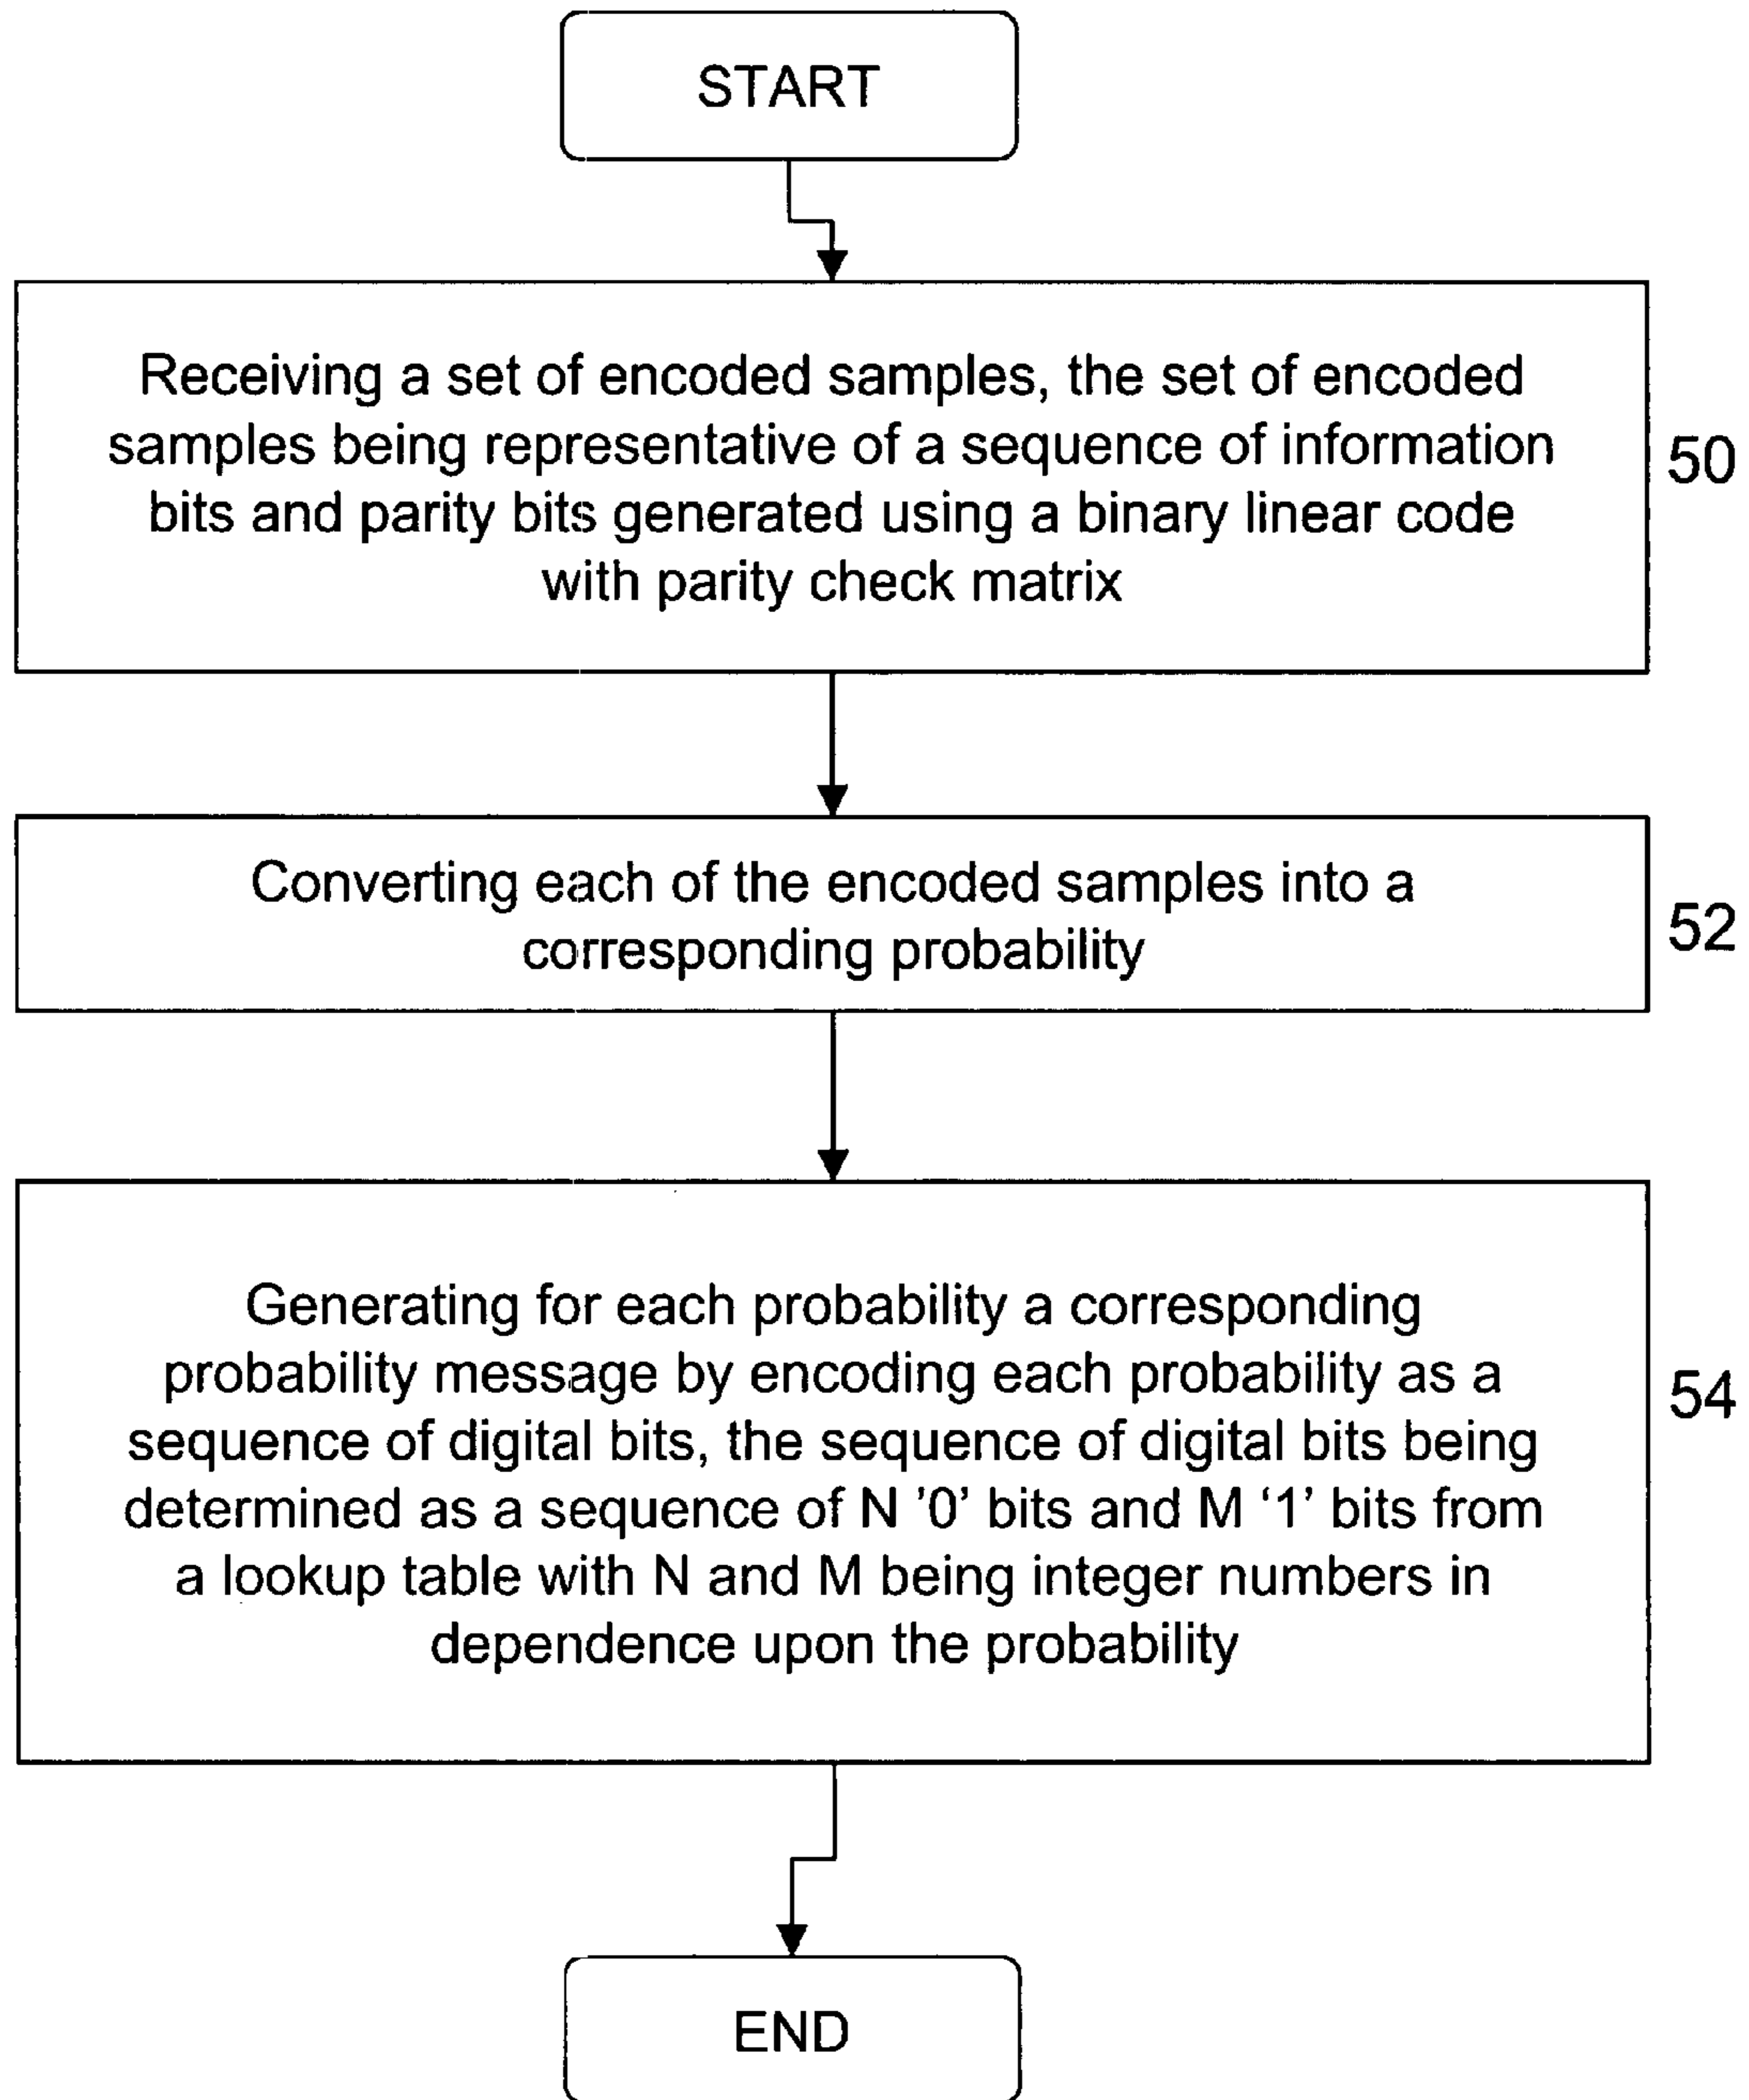 START
Receiving a set of encoded samples, the set of encoded
samples being representative of a sequence of information
bits and parity bits generated using a binary linear code
with parity check matrix
50
Converting each of the encoded samples into a
corresponding probability
52
Generating for each probability a corresponding
probability message by encoding each probability as a
sequence of digital bits, the sequence of digital bits being
determined as a sequence of N '0' bits and M ‘1’ bits from
a lookup table with N and M being integer numbers in
dependence upon the probability
54
END